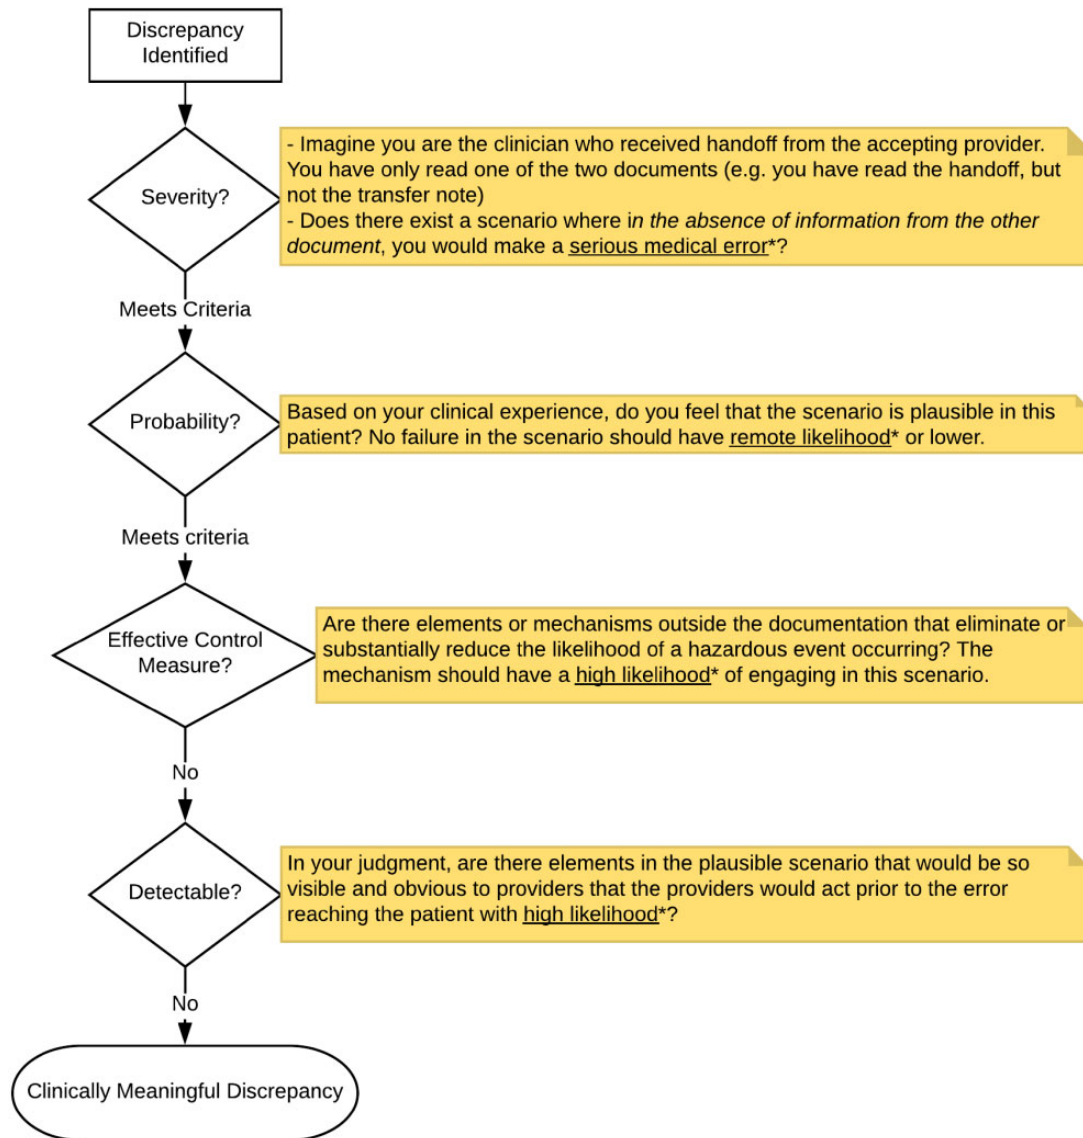 Discrepancy
Identified
Severity?
- Imagine you are the clinician who received handoff from the accepting provider.
You have only read one of the two documents (e.g. you have read the handoff, but
not the transfer note)
- Does there exist a scenario where in the absence of information from the other
document, you would make a serious medical error*?
Meets Criteria
Probability?
Based on your clinical experience, do you feel that the scenario is plausible in this
patient? No failure in the scenario should have remote likelihood* or lower.
Meets criteria
Effective Control
Measure?
Are there elements or mechanisms outside the documentation that eliminate or
substantially reduce the likelihood of a hazardous event occurring? The
mechanism should have a high likelihood* of engaging in this scenario.
No
Detectable?
In your judgment, are there elements in the plausible scenario that would be so
visible and obvious to providers that the providers would act prior to the error
reaching the patient with high likelihood*?
No
Clinically Meaningful Discrepancy